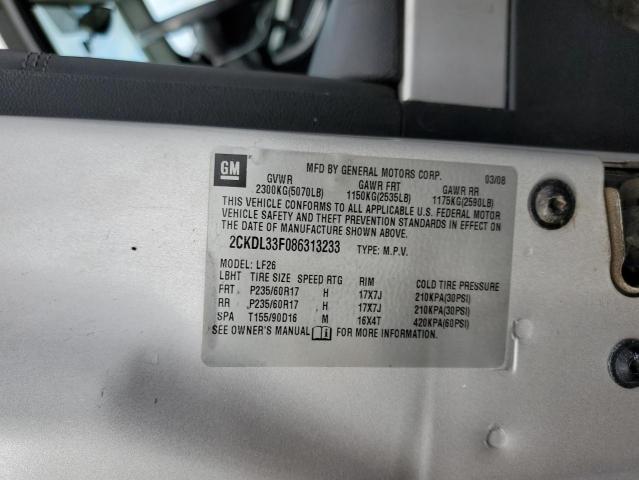 GM
MFD BY GENERAL MOTORS CORP. 03/08
GVWR GAWR FRT GAWR RR
2300KG(5070LB) 1150KG(2535LB) 1175KG(2590LB)
THIS VEHICLE CONFORMS TO ALL APPLICABLE U.S. FEDERAL MOTOR
VEHICLE SAFETY AND THEFT PREVENTION STANDARDS IN EFFECT ON
THE DATE OF MANUFACTURE SHOWN ABOVE.
2CKDL33F086313233 TYPE: M.P.V.
MODEL: LF26
LBHT TIRE SIZE SPEED RTG RIM COLD TIRE PRESSURE
FRT P235/60R17 H 17X7J 210KPA(30PSI)
RR P235/60R17 H 17X7J 210KPA(30PSI)
SPA T155/90D16 M 16X4T 420KPA(60PSI)
SEE OWNER'S MANUAL FOR MORE INFORMATION.